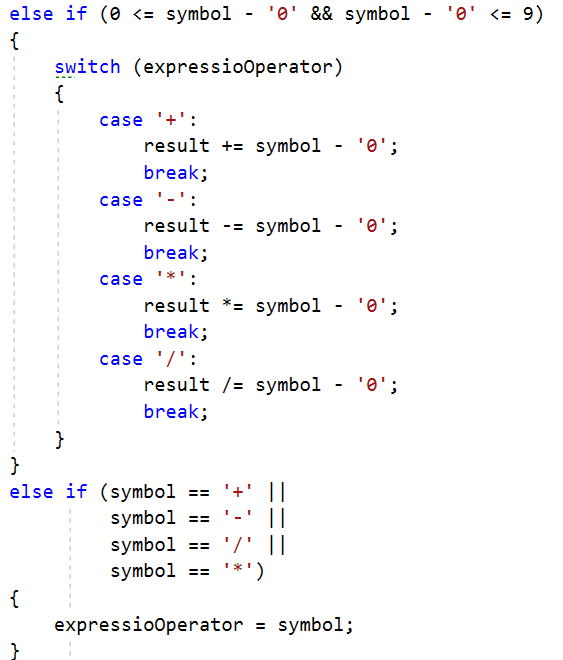 else if (0 <= symbol - '0' && symbol - '0' <= 9)
{
    switch (expressioOperator)
    {
        case '+':
            result += symbol - '0';
            break;
        case '-':
            result -= symbol - '0';
            break;
        case '*':
            result *= symbol - '0';
            break;
        case '/':
            result /= symbol - '0';
            break;
    }
}
else if (symbol == '+' ||
         symbol == '-' ||
         symbol == '/' ||
         symbol == '*')
{
    expressioOperator = symbol;
}